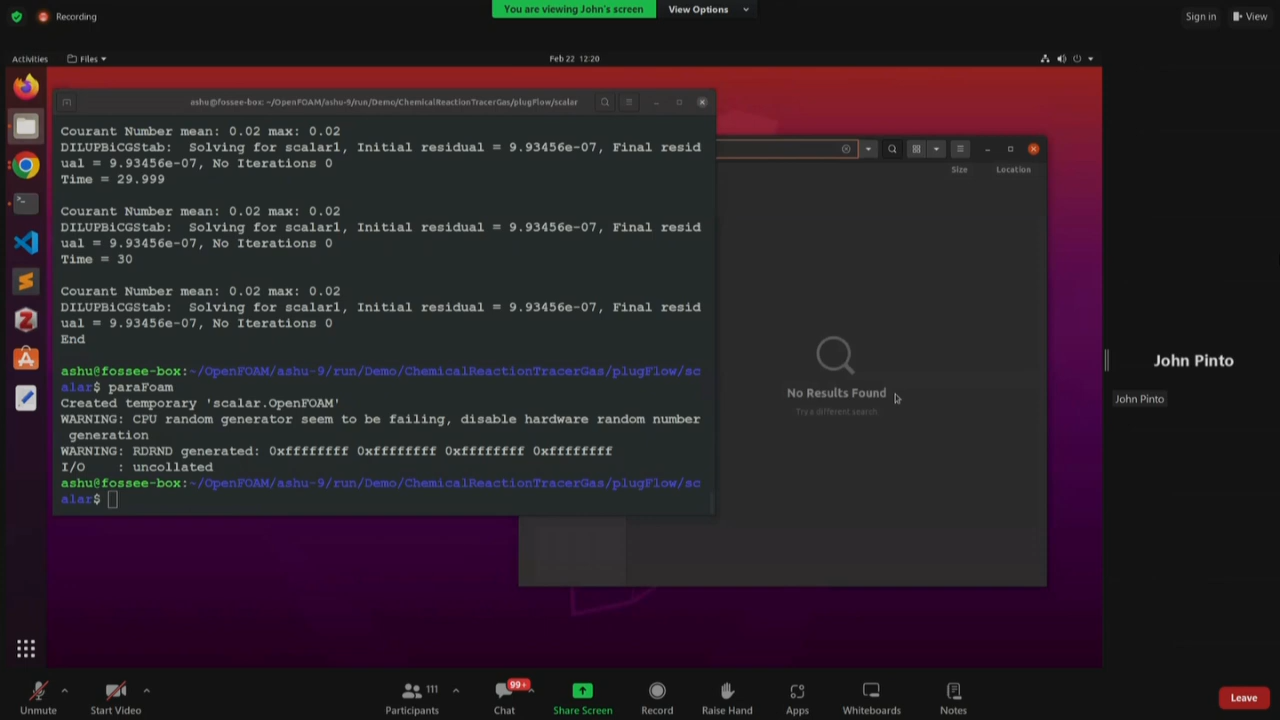 Recording
You are viewing John's screen
View Options
Sign in
View
Activities
Files
Feb 22 12:20
ashu@fossee-box: ~/OpenFOAM/ashu-9/run/Demo/ChemicalReactionTracerGas/plugFlow/scalar
Courant Number mean: 0.02 max: 0.02
DILUPBiCGStab:  Solving for scalar1, Initial residual = 9.93456e-07, Final resid
ual = 9.93456e-07, No Iterations 0
Time = 29.999
Courant Number mean: 0.02 max: 0.02
DILUPBiCGStab:  Solving for scalar1, Initial residual = 9.93456e-07, Final resid
ual = 9.93456e-07, No Iterations 0
Time = 30
Courant Number mean: 0.02 max: 0.02
DILUPBiCGStab:  Solving for scalar1, Initial residual = 9.93456e-07, Final resid
ual = 9.93456e-07, No Iterations 0
End
ashu@fossee-box:~/OpenFOAM/ashu-9/run/Demo/ChemicalReactionTracerGas/plugFlow/sc
alar$ paraFoam
Created temporary 'scalar.OpenFOAM'
WARNING: CPU random generator seem to be failing, disable hardware random number
 generation
WARNING: RDRND generated: 0xffffffff 0xffffffff 0xffffffff 0xffffffff
I/O    : uncollated
ashu@fossee-box:~/OpenFOAM/ashu-9/run/Demo/ChemicalReactionTracerGas/plugFlow/sc
alar$
Size
Location
No Results Found
Try a different search
John Pinto
John Pinto
Unmute
Start Video
Participants
111
Chat
99+
Share Screen
Record
Raise Hand
Apps
Whiteboards
Notes
Leave